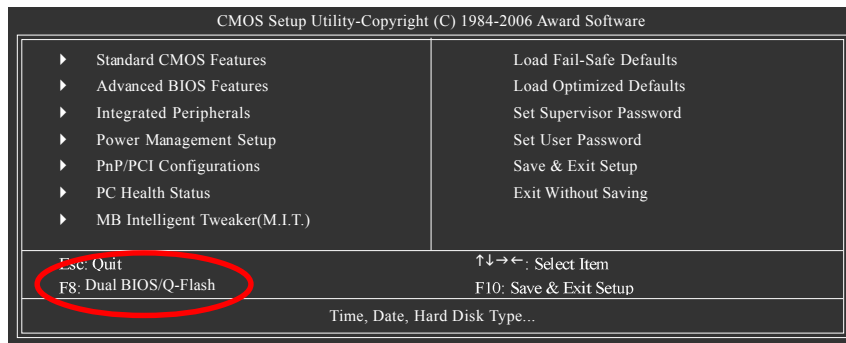 CMOS Setup Utility-Copyright (C) 1984-2006 Award Software
Standard CMOS Features
Advanced BIOS Features
Integrated Peripherals
Power Management Setup
PnP/PCI Configurations
PC Health Status
MB Intelligent Tweaker(M.I.T.)
Load Fail-Safe Defaults
Load Optimized Defaults
Set Supervisor Password
Set User Password
Save & Exit Setup
Exit Without Saving
Esc: Quit
F8: Dual BIOS/Q-Flash
↑↓→←: Select Item
F10: Save & Exit Setup
Time, Date, Hard Disk Type...